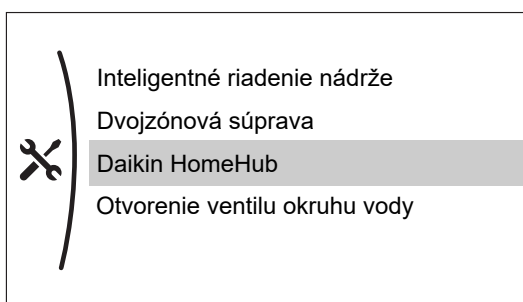 Inteligentné riadenie nádrže
Dvojzónová súprava
Daikin HomeHub
Otvorenie ventilu okruhu vody